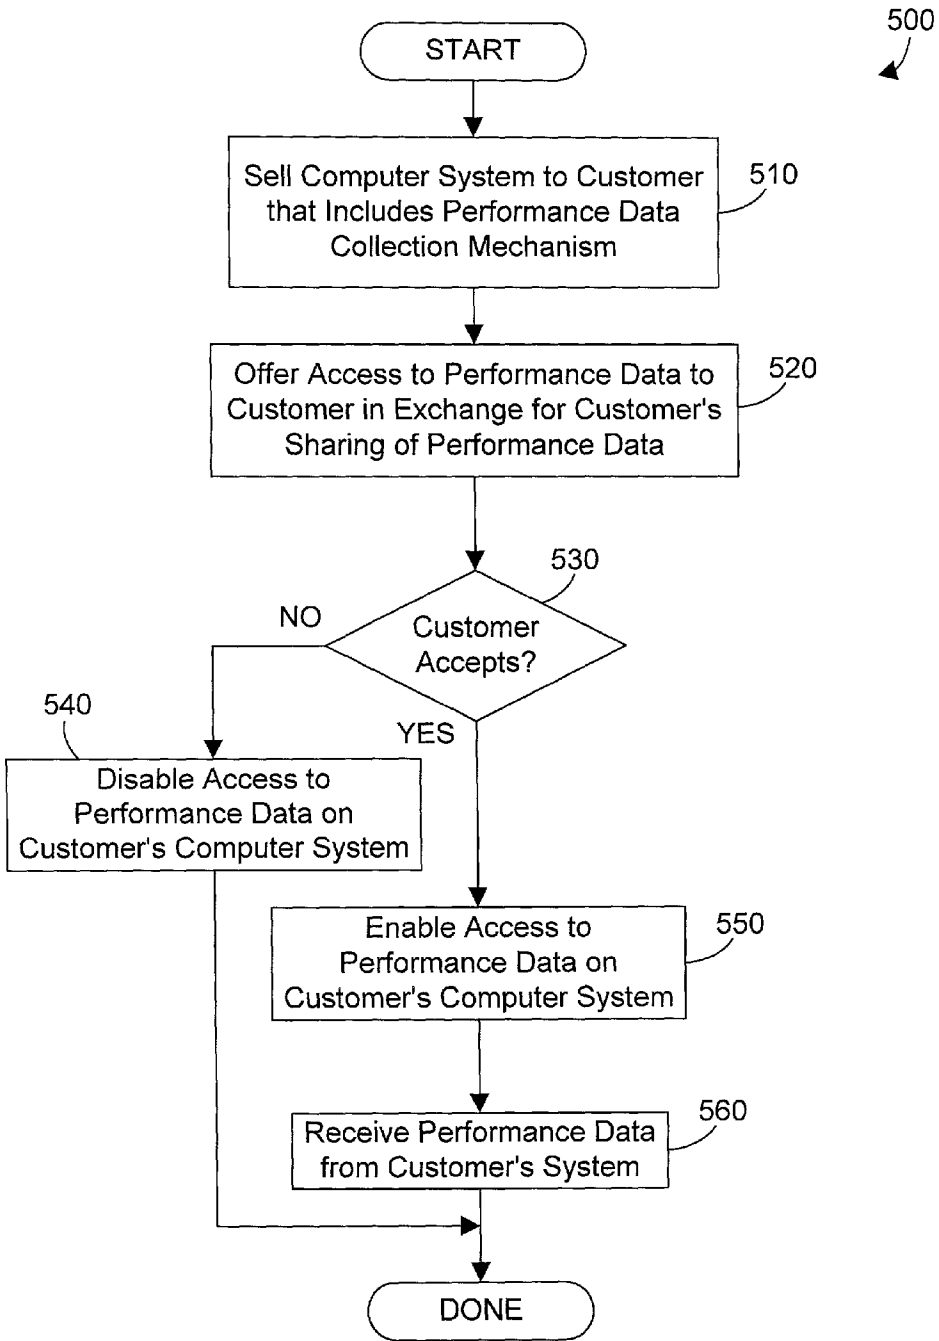 500
START
Sell Computer System to Customer
that Includes Performance Data
Collection Mechanism
510
Offer Access to Performance Data to
Customer in Exchange for Customer's
Sharing of Performance Data
520
530
Customer
Accepts?
NO
YES
540
Disable Access to
Performance Data on
Customer's Computer System
Enable Access to
Performance Data on
Customer's Computer System
550
Receive Performance Data
from Customer's System
560
DONE